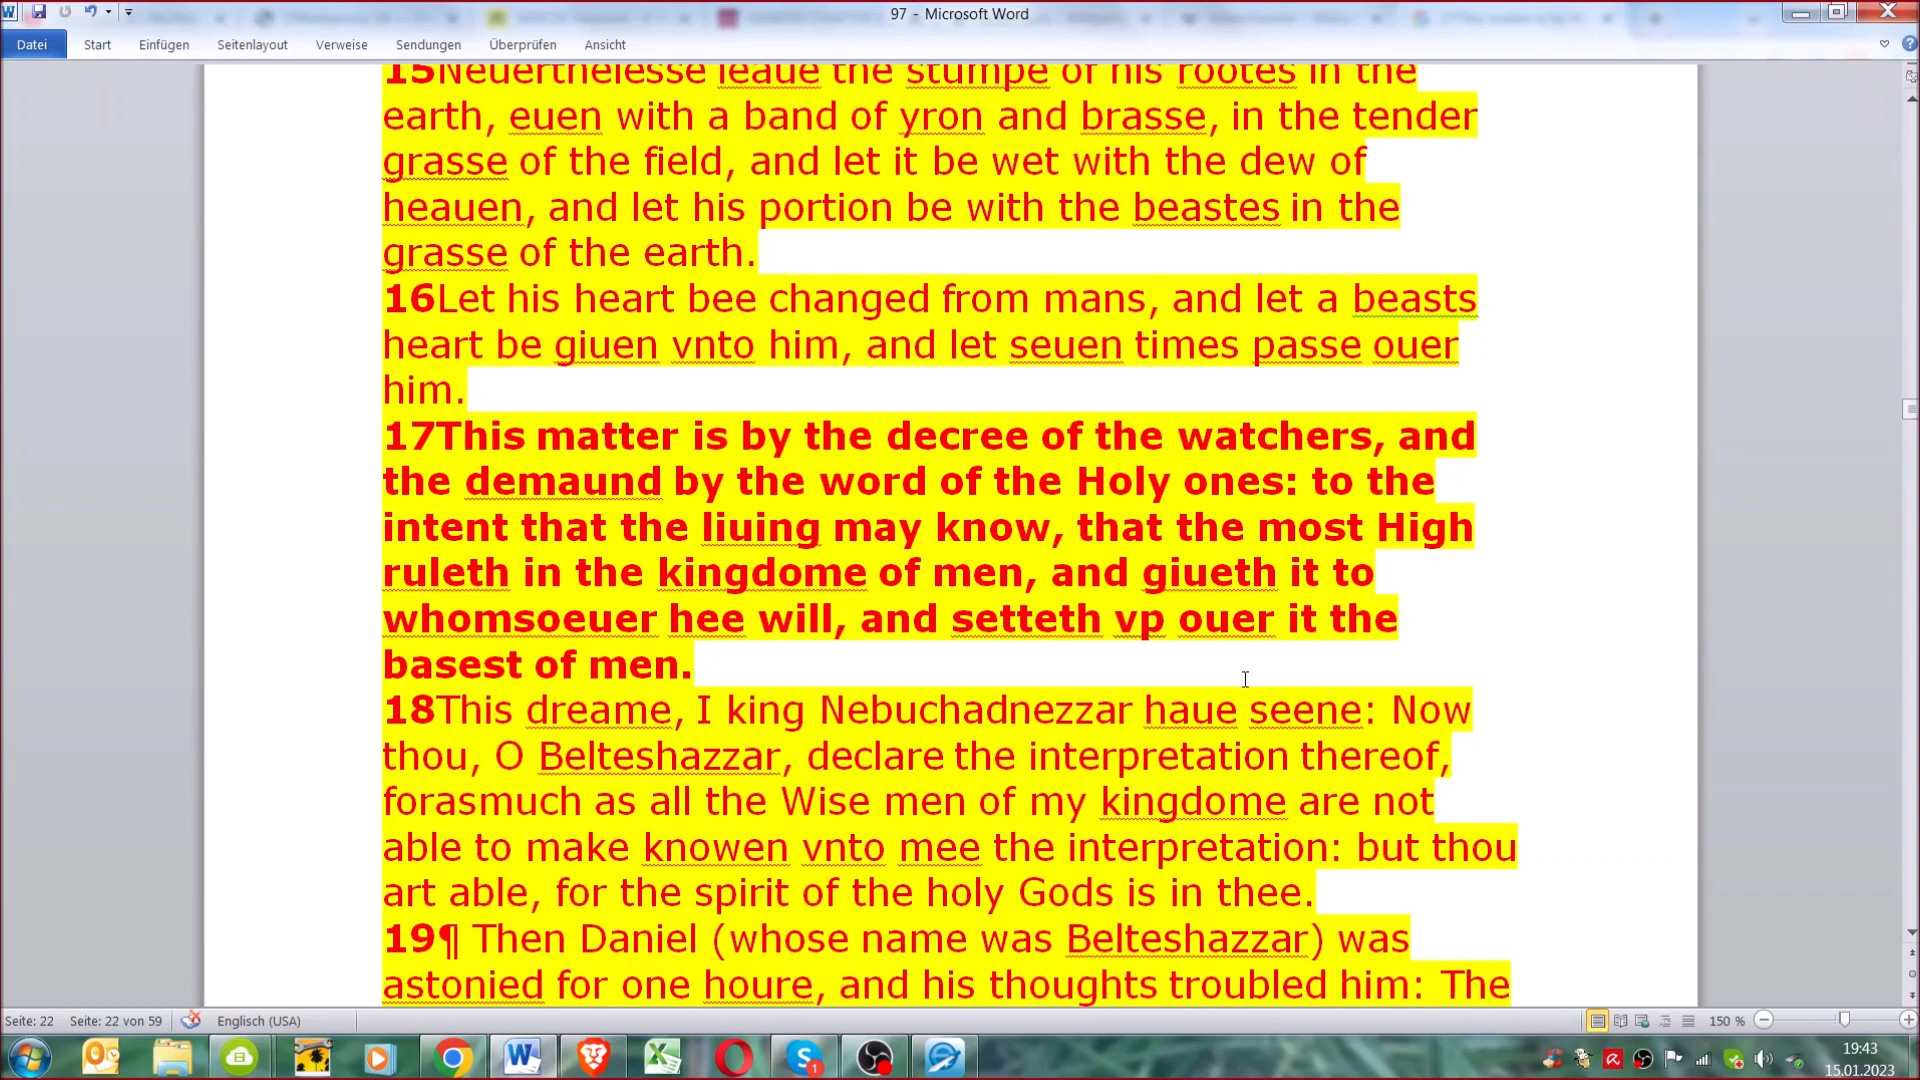 97 - Microsoft Word
Datei Start Einfügen Seitenlayout Verweise Sendungen Überprüfen Ansicht
15Neuerthelesse leaue the stumpe of his rootes in the
earth, euen with a band of yron and brasse, in the tender
grasse of the field, and let it be wet with the dew of
heauen, and let his portion be with the beastes in the
grasse of the earth.
16Let his heart bee changed from mans, and let a beasts
heart be giuen vnto him, and let seuen times passe ouer
him.
17This matter is by the decree of the watchers, and
the demaund by the word of the Holy ones: to the
intent that the liuing may know, that the most High
ruleth in the kingdome of men, and giueth it to
whomsoeuer hee will, and setteth vp ouer it the
basest of men.
18This dreame, I king Nebuchadnezzar haue seene: Now
thou, O Belteshazzar, declare the interpretation thereof,
forasmuch as all the Wise men of my kingdome are not
able to make knowen vnto mee the interpretation: but thou
art able, for the spirit of the holy Gods is in thee.
19¶ Then Daniel (whose name was Belteshazzar) was
astonied for one houre, and his thoughts troubled him: The
Seite: 22 Seite: 22 von 59 Englisch (USA) 150 %
19:43
15.01.2023